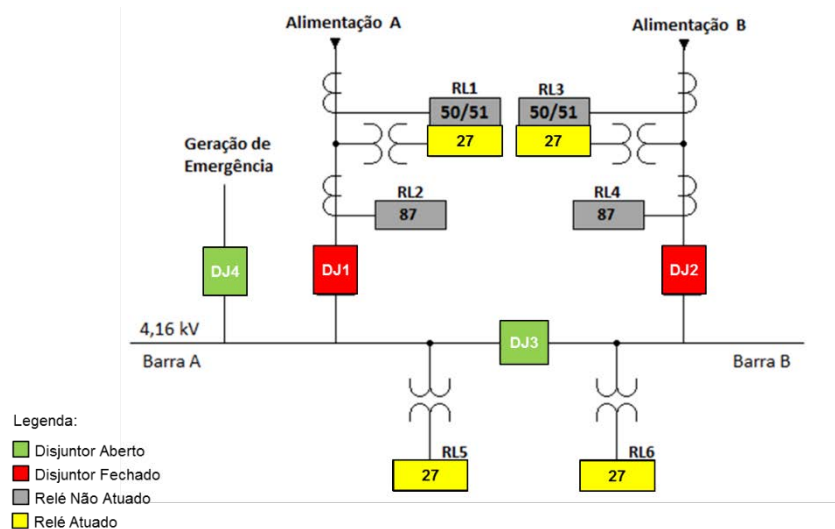 Alimentação A
Alimentação B
RL1
RL3
50/51
50/51
27
27
Geração de
Emergência
RL2
RL4
87
87
DJ4
DJ1
DJ2
4,16 kV
DJ3
Barra A
Barra B
Legenda:
Disjuntor Aberto
Disjuntor Fechado
Relé Não Atuado
Relé Atuado
RL5
RL6
27
27